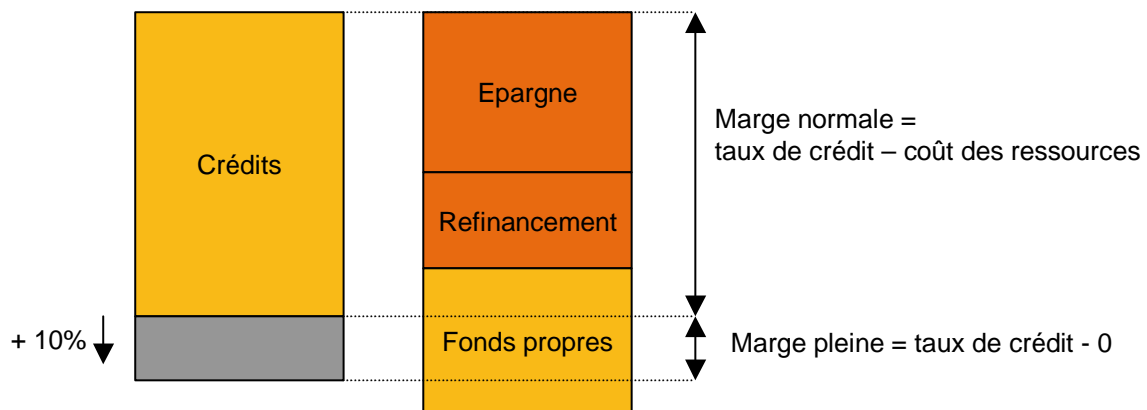 Epargne
Marge normale =
taux de crédit – coût des ressources
Crédits
Refinancement
+ 10%
Fonds propres
Marge pleine = taux de crédit - 0